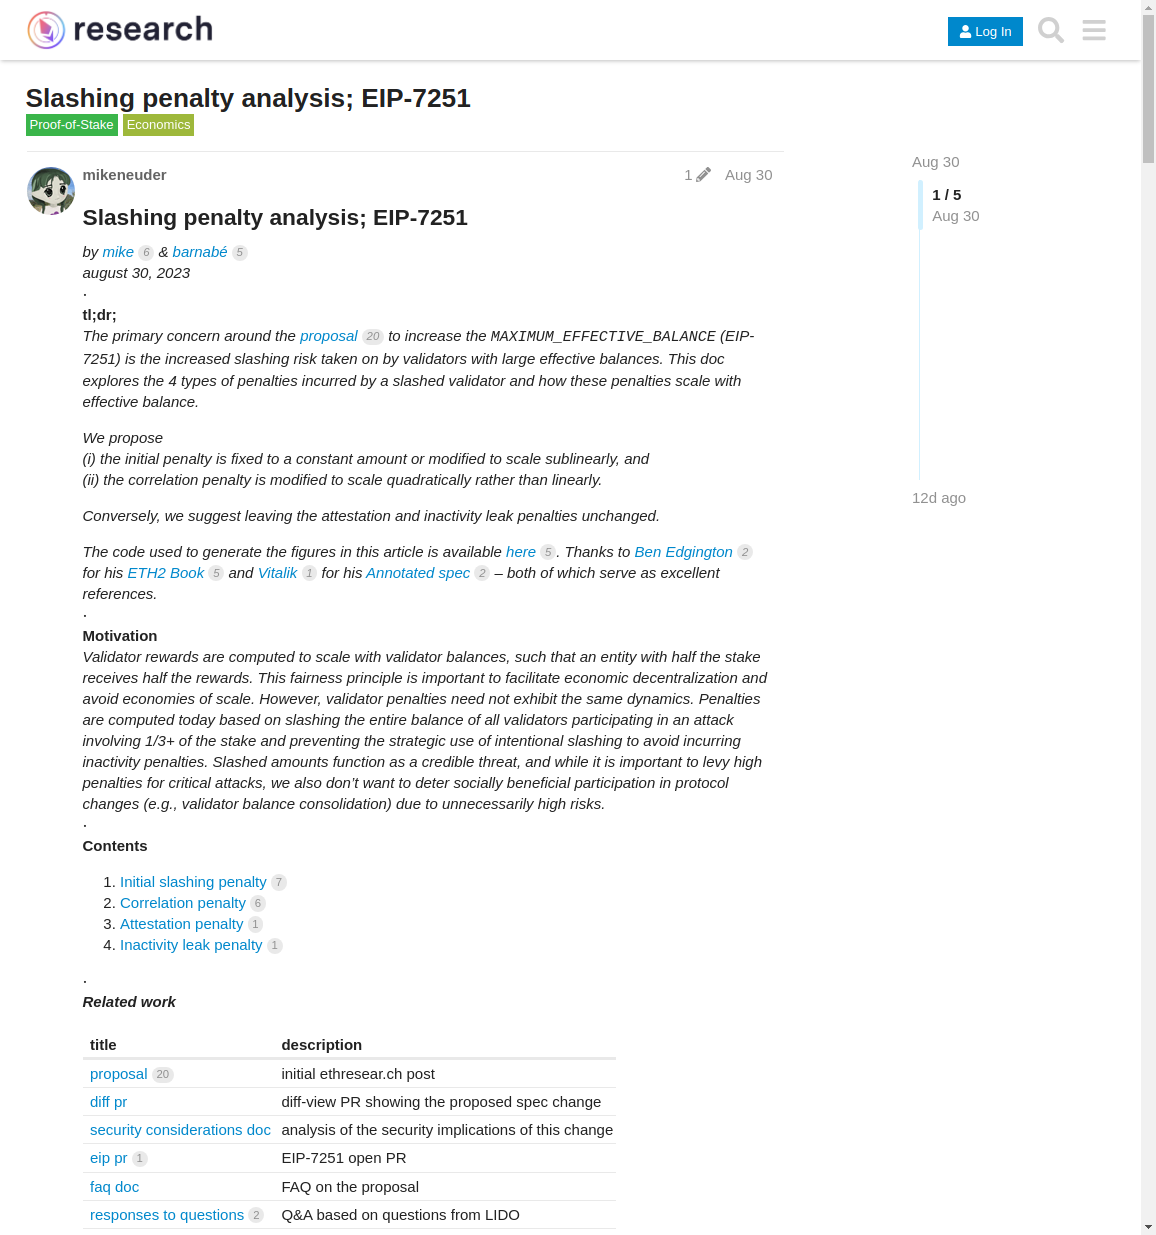 research
Log In
Slashing penalty analysis; EIP-7251
Proof-of-Stake Economics
mikeneuder 1 Aug 30
Slashing penalty analysis; EIP-7251
by mike 6 & barnabé 5
august 30, 2023
.
tl;dr;
The primary concern around the proposal 20 to increase the MAXIMUM_EFFECTIVE_BALANCE (EIP-
7251) is the increased slashing risk taken on by validators with large effective balances. This doc
explores the 4 types of penalties incurred by a slashed validator and how these penalties scale with
effective balance.
We propose
(i) the initial penalty is fixed to a constant amount or modified to scale sublinearly, and
(ii) the correlation penalty is modified to scale quadratically rather than linearly.
Conversely, we suggest leaving the attestation and inactivity leak penalties unchanged.
The code used to generate the figures in this article is available here 5. Thanks to Ben Edgington 2
for his ETH2 Book 5 and Vitalik 1 for his Annotated spec 2 – both of which serve as excellent
references.
.
Motivation
Validator rewards are computed to scale with validator balances, such that an entity with half the stake
receives half the rewards. This fairness principle is important to facilitate economic decentralization and
avoid economies of scale. However, validator penalties need not exhibit the same dynamics. Penalties
are computed today based on slashing the entire balance of all validators participating in an attack
involving 1/3+ of the stake and preventing the strategic use of intentional slashing to avoid incurring
inactivity penalties. Slashed amounts function as a credible threat, and while it is important to levy high
penalties for critical attacks, we also don’t want to deter socially beneficial participation in protocol
changes (e.g., validator balance consolidation) due to unnecessarily high risks.
.
Contents
1. Initial slashing penalty 7
2. Correlation penalty 6
3. Attestation penalty 1
4. Inactivity leak penalty 1
.
Related work
title description
proposal 20 initial ethresear.ch post
diff pr diff-view PR showing the proposed spec change
security considerations doc analysis of the security implications of this change
eip pr 1 EIP-7251 open PR
faq doc FAQ on the proposal
responses to questions 2 Q&A based on questions from LIDO
Aug 30
1 / 5
Aug 30
12d ago